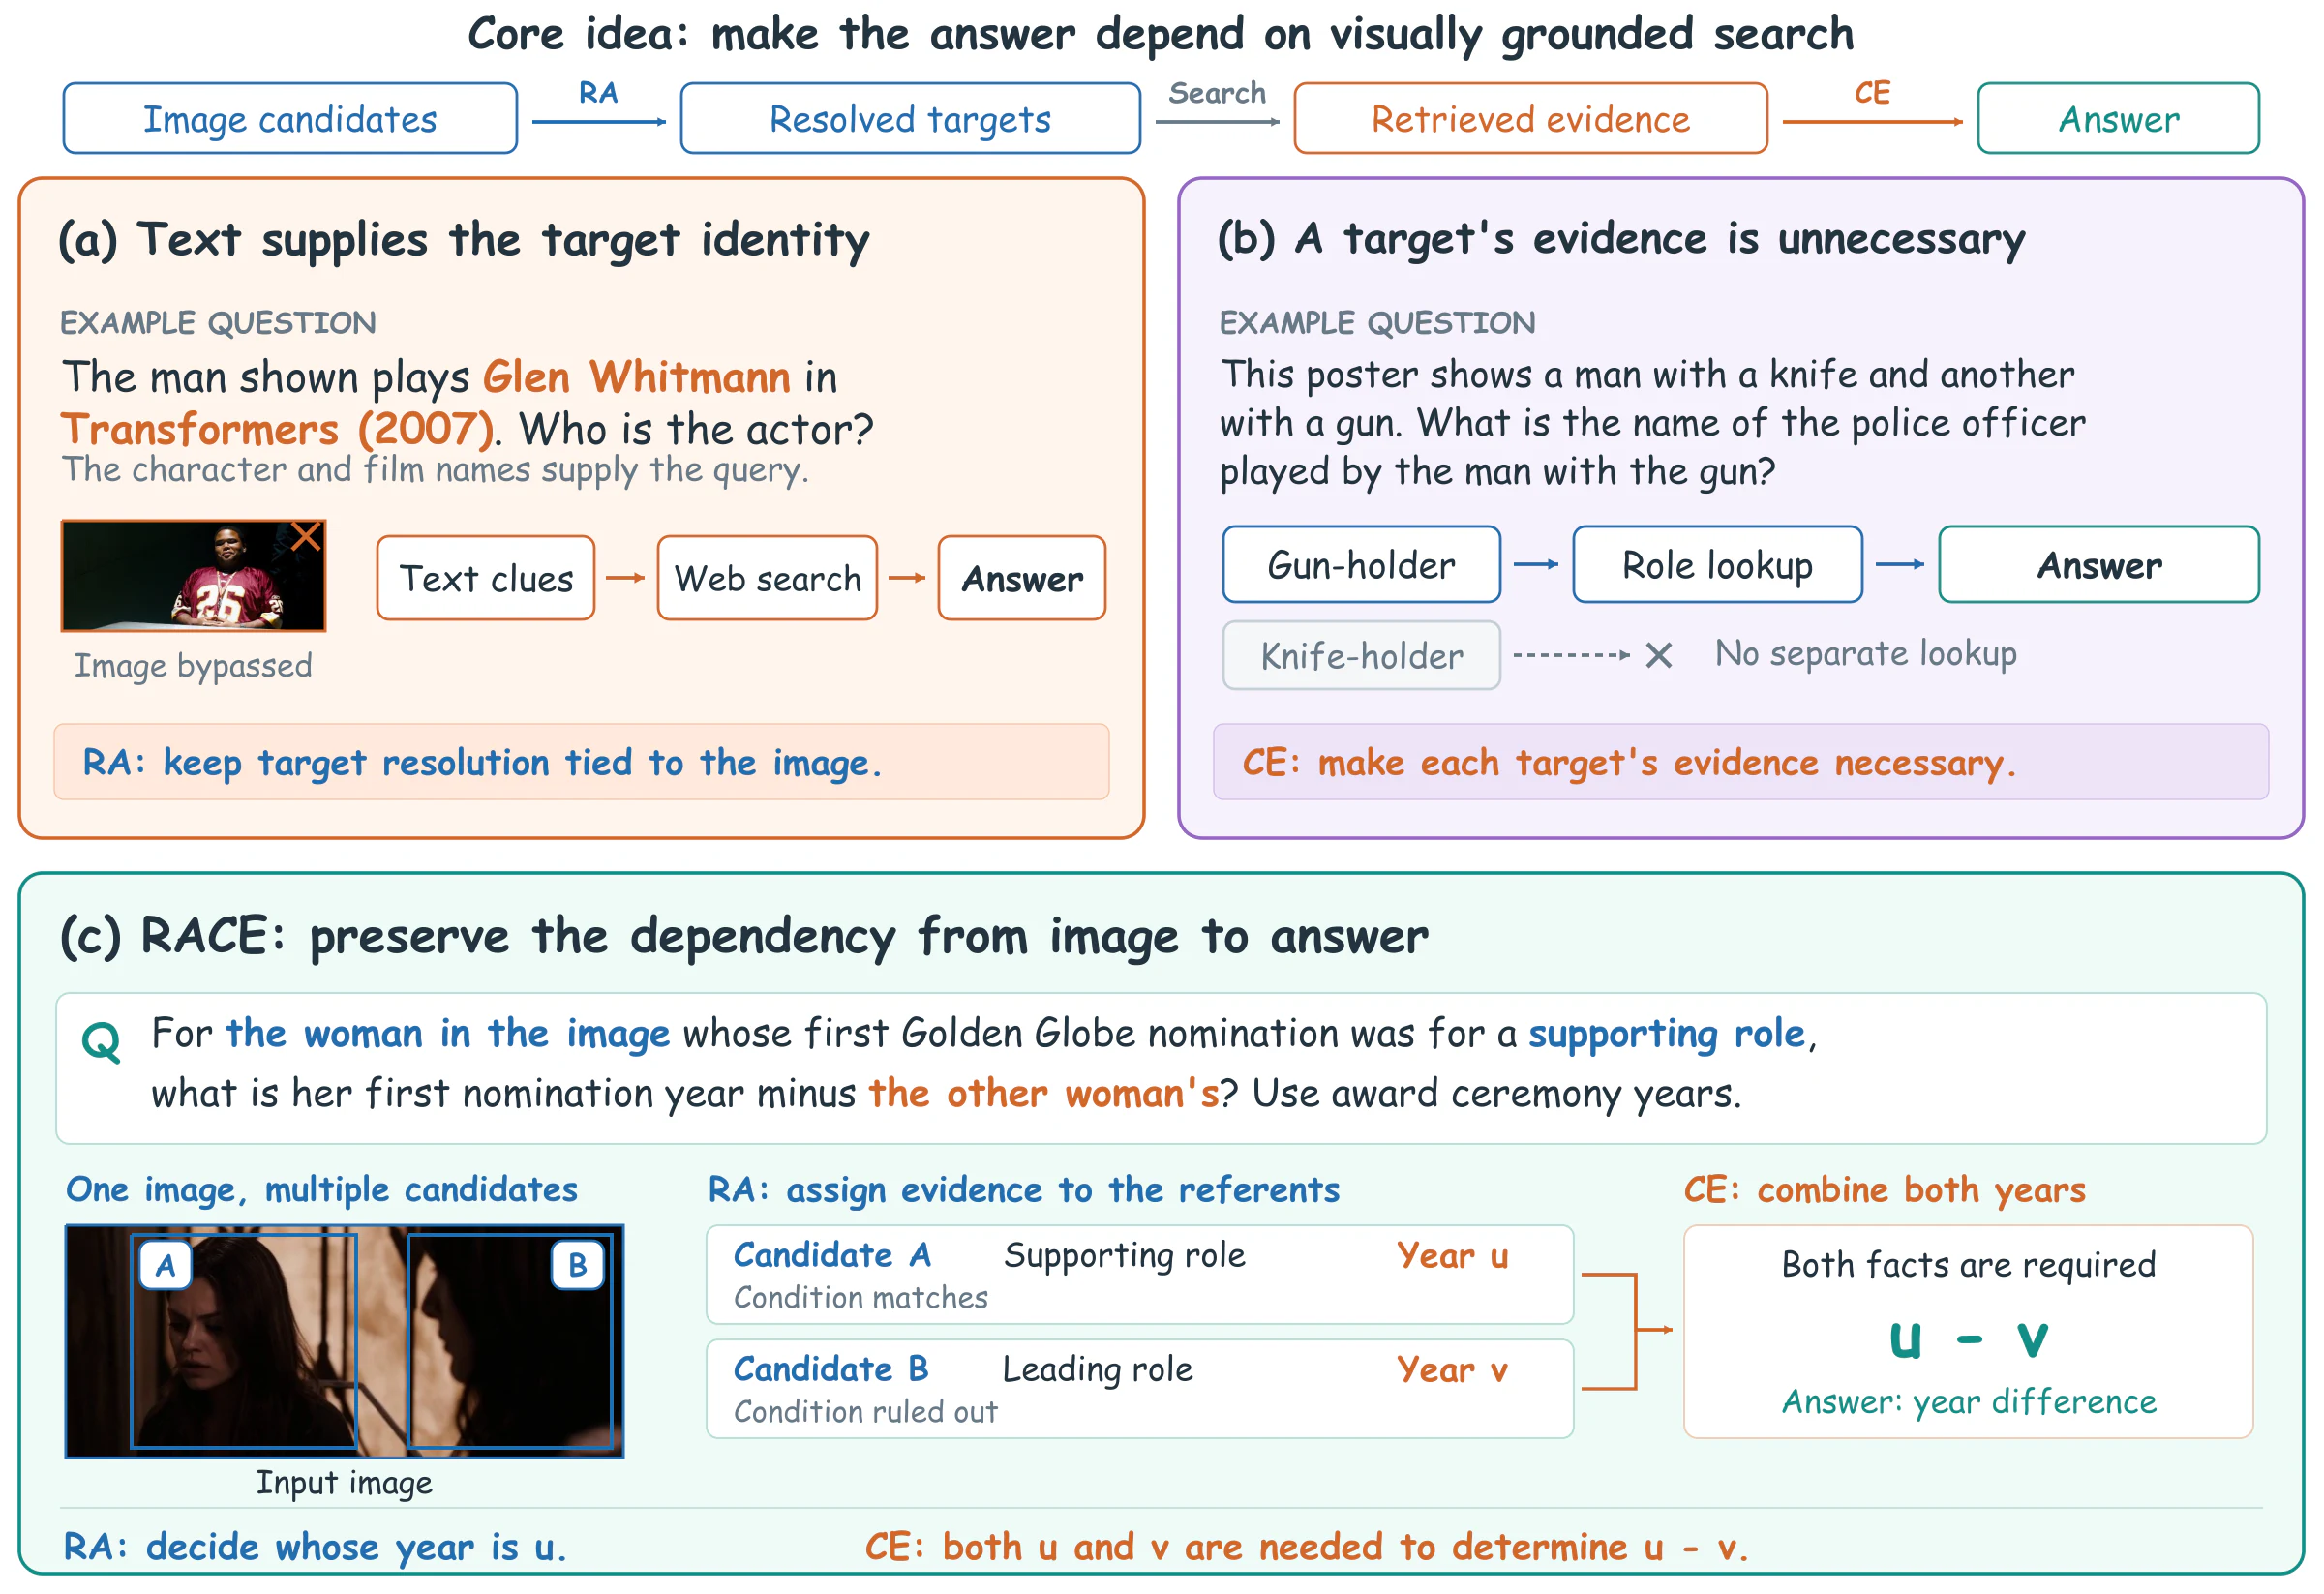 Core idea: make the answer depend on visually grounded search
Image candidates
RA
Resolved targets
Search
Retrieved evidence
CE
Answer
(a) Text supplies the target identity
EXAMPLE QUESTION
The man shown plays Glen Whitmann in
Transformers (2007). Who is the actor?
The character and film names supply the query.
26
Image bypassed
Text clues
Web search
Answer
RA: keep target resolution tied to the image.
(b) A target's evidence is unnecessary
EXAMPLE QUESTION
This poster shows a man with a knife and another
with a gun. What is the name of the police officer
played by the man with the gun?
Gun-holder
Role lookup
Answer
Knife-holder
No separate lookup
CE: make each target's evidence necessary.
(c) RACE: preserve the dependency from image to answer
Q
For the woman in the image whose first Golden Globe nomination was for a supporting role,
what is her first nomination year minus the other woman's? Use award ceremony years.
One image, multiple candidates
A
B
Input image
RA: assign evidence to the referents
Candidate A Supporting role Year u
Condition matches
Candidate B Leading role Year v
Condition ruled out
CE: combine both years
Both facts are required
u - v
Answer: year difference
RA: decide whose year is u.
CE: both u and v are needed to determine u - v.